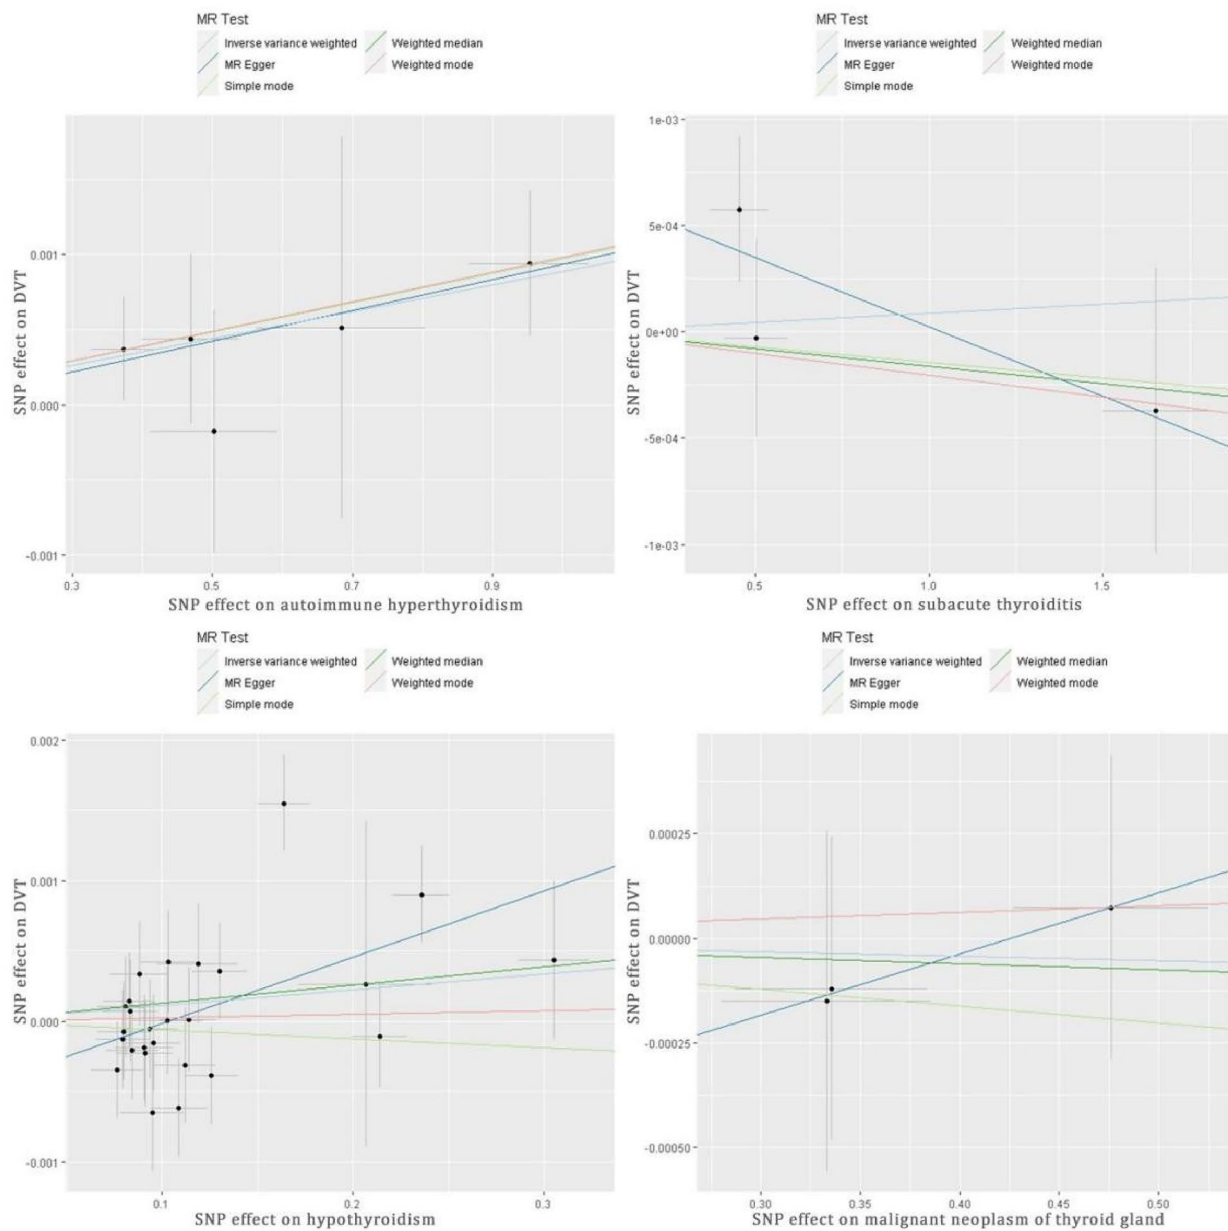 MR Test
Inverse variance weighted
Weighted median
MR Egger
Weighted mode
Simple mode
SNP effect on DVT
0.001
0.000
-0.001
0.3
0.5
0.7
0.9
SNP effect on autoimmune hyperthyroidism
MR Test
Inverse variance weighted
Weighted median
MR Egger
Weighted mode
Simple mode
SNP effect on DVT
1e-03
5e-04
0e+00
-5e-04
-1e-03
0.5
1.0
1.5
SNP effect on subacute thyroiditis
MR Test
Inverse variance weighted
Weighted median
MR Egger
Weighted mode
Simple mode
SNP effect on DVT
0.002
0.001
0.000
-0.001
0.1
0.2
0.3
SNP effect on hypothyroidism
MR Test
Inverse variance weighted
Weighted median
MR Egger
Weighted mode
Simple mode
SNP effect on DVT
0.00025
0.00000
-0.00025
-0.00050
0.30
0.35
0.40
0.45
0.50
SNP effect on malignant neoplasm of thyroid gland